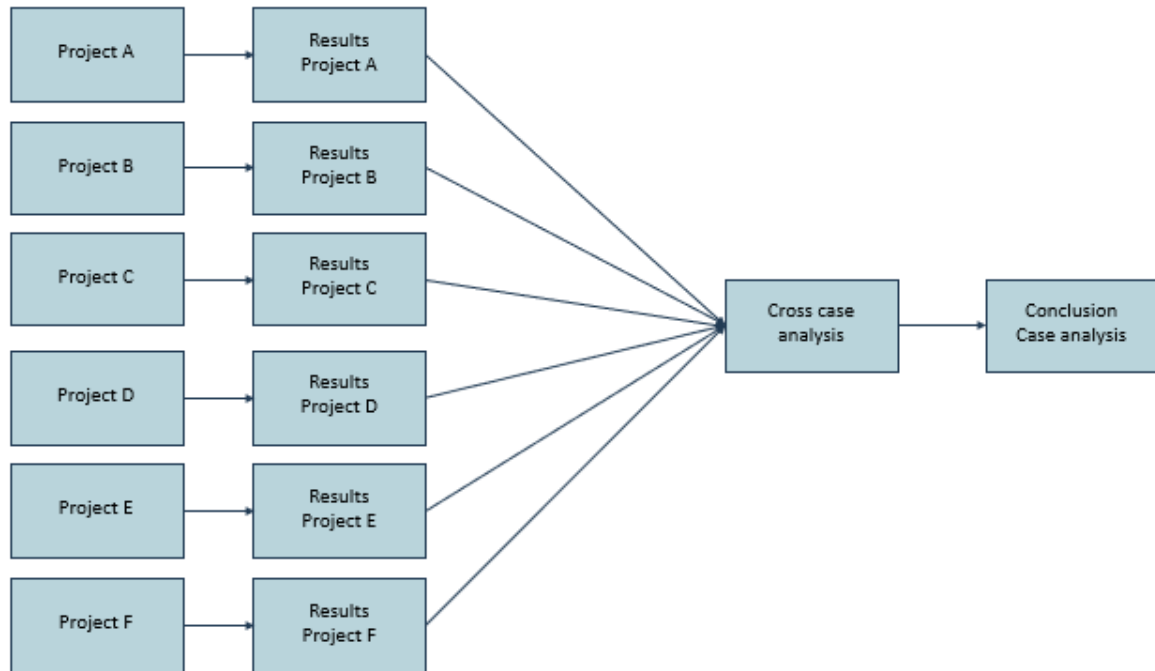 Project A
Results
Project A
Project B
Results
Project B
Project C
Results
Project C
Cross case
analysis
Conclusion
Case analysis
Project D
Results
Project D
Project E
Results
Project E
Project F
Results
Project F